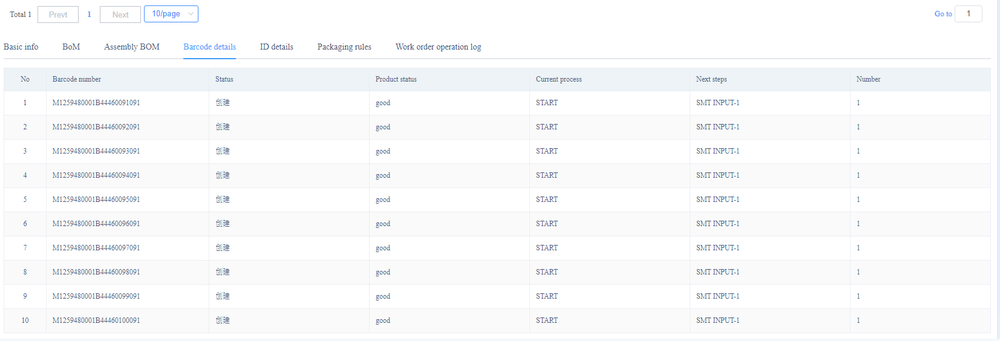 Total 1 Prevt 1 Next 10/page Go to 1
Basic info BoM Assembly BOM Barcode details ID details Packaging rules Work order operation log
No Barcode number Status Product status Current process Next steps Number
1 M1259480001B44460091091 创建 good START SMT INPUT-1 1
2 M1259480001B44460092091 创建 good START SMT INPUT-1 1
3 M1259480001B44460093091 创建 good START SMT INPUT-1 1
4 M1259480001B44460094091 创建 good START SMT INPUT-1 1
5 M1259480001B44460095091 创建 good START SMT INPUT-1 1
6 M1259480001B44460096091 创建 good START SMT INPUT-1 1
7 M1259480001B44460097091 创建 good START SMT INPUT-1 1
8 M1259480001B44460098091 创建 good START SMT INPUT-1 1
9 M1259480001B44460099091 创建 good START SMT INPUT-1 1
10 M1259480001B44460100091 创建 good START SMT INPUT-1 1